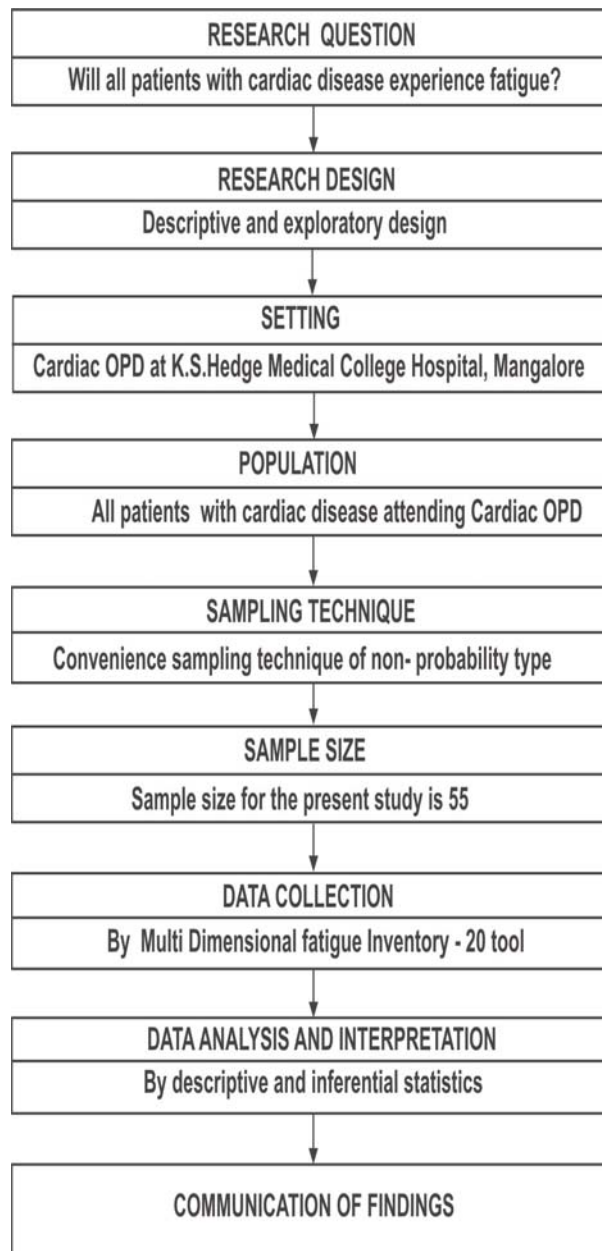 RESEARCH QUESTION
Will all patients with cardiac disease experience fatigue?
RESEARCH DESIGN
Descriptive and exploratory design
SETTING
Cardiac OPD at K.S.Hedge Medical College Hospital, Mangalore
POPULATION
All patients with cardiac disease attending Cardiac OPD
SAMPLING TECHNIQUE
Convenience sampling technique of non- probability type
SAMPLE SIZE
Sample size for the present study is 55
DATA COLLECTION
By Multi Dimensional fatigue Inventory - 20 tool
DATA ANALYSIS AND INTERPRETATION
By descriptive and inferential statistics
COMMUNICATION OF FINDINGS